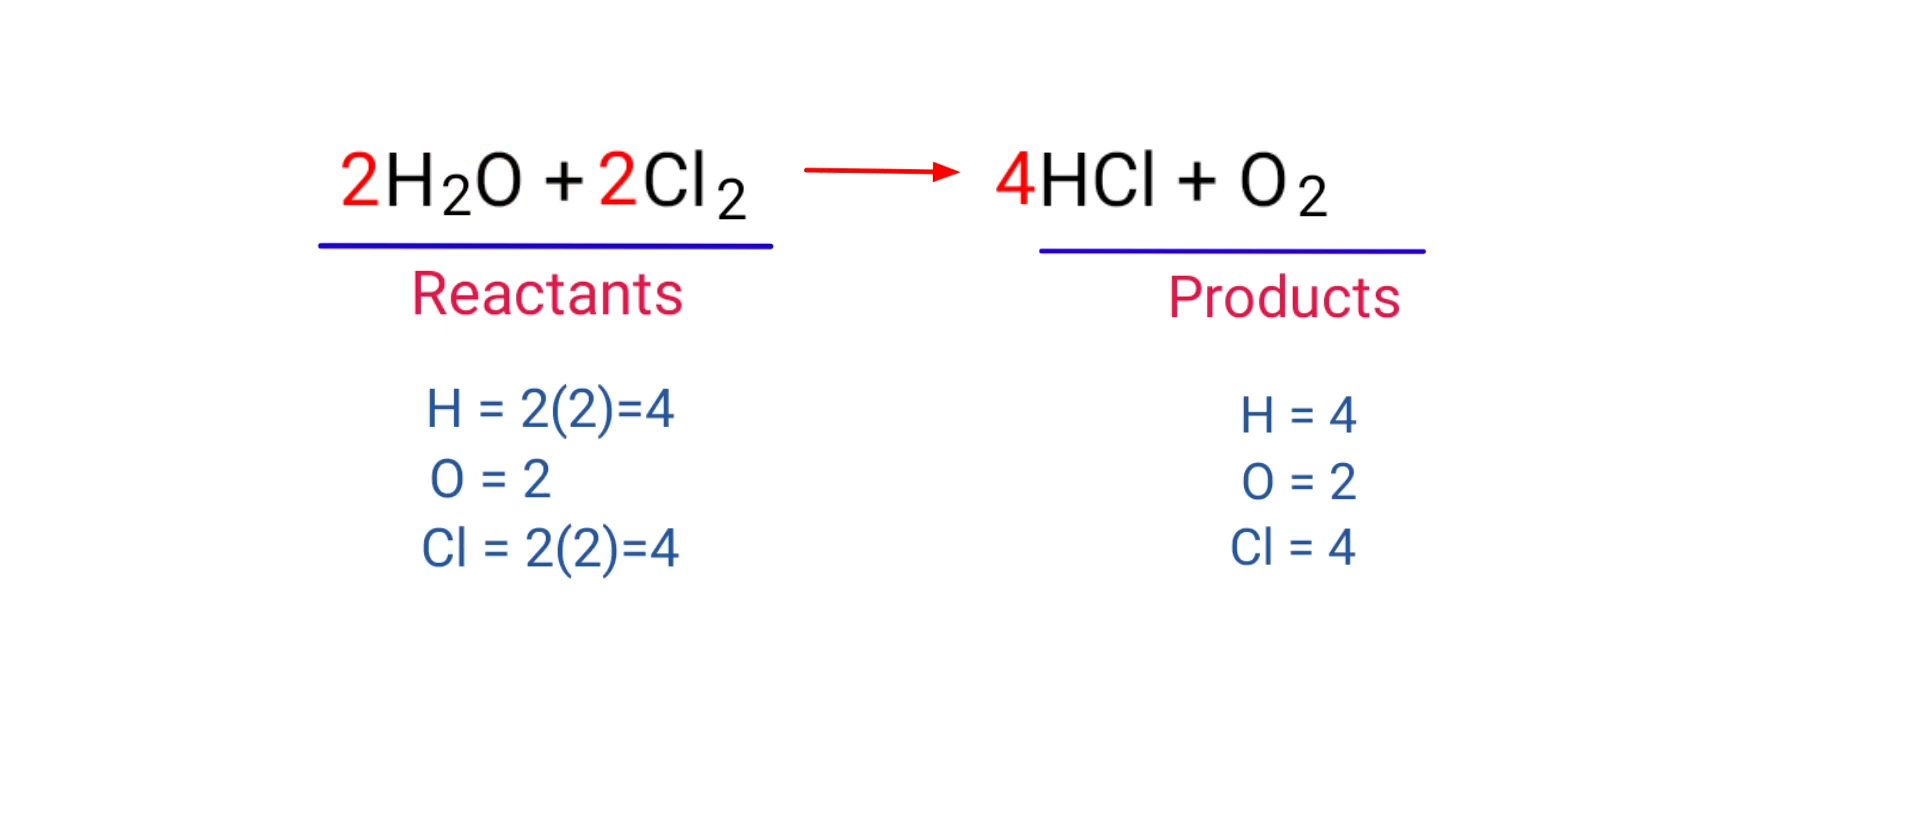 2H₂O + 2Cl₂ → 4HCl + O₂
Reactants Products
H = 2(2)=4 H = 4
O = 2 O = 2
Cl = 2(2)=4 Cl = 4